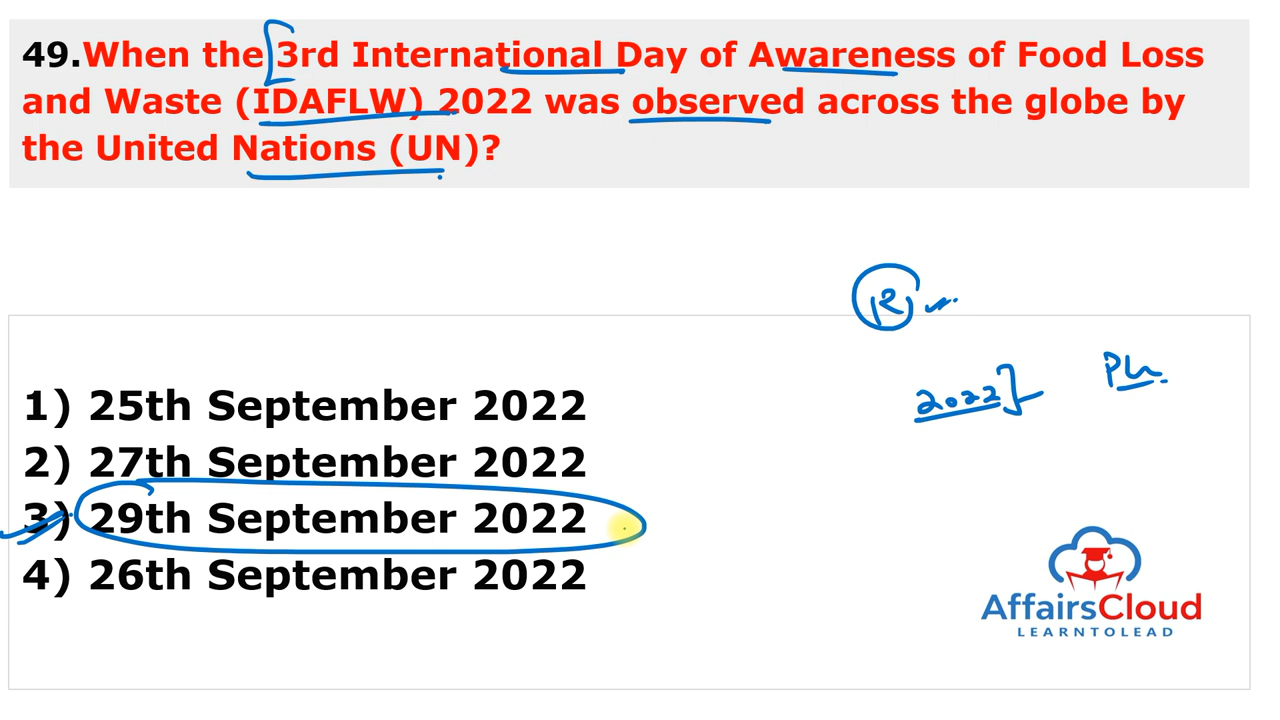 49.When the 3rd International Day of Awareness of Food Loss
and Waste (IDAFLW) 2022 was observed across the globe by
the United Nations (UN)?
R
2022
1) 25th September 2022
2) 27th September 2022
3) 29th September 2022
4) 26th September 2022
AffairsCloud
LEARNTOLEAD